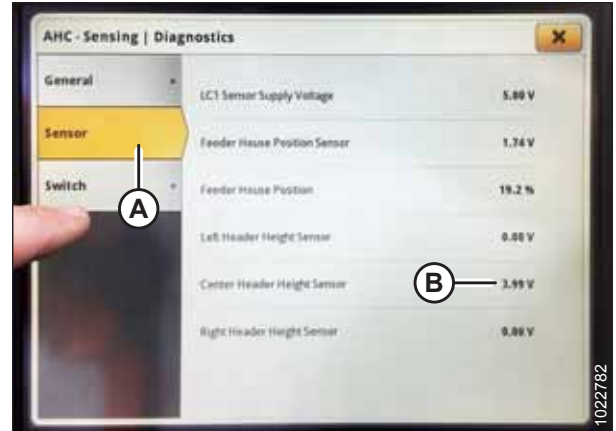 AHC - Sensing | Diagnostics
General
Sensor
Switch
LC1 Sensor Supply Voltage 5.00 V
Feeder House Position Sensor 1.74 V
Feeder House Position 19.2 %
Left Header Height Sensor 0.00 V
Center Header Height Sensor 3.99 V
Right Header Height Sensor 0.00 V
A
B
1022782